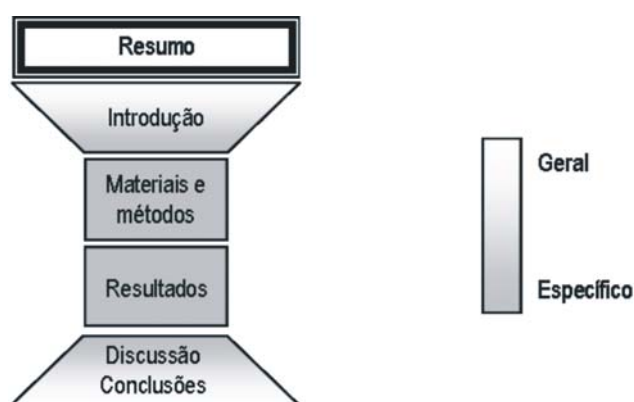 Resumo
Introdução
Materiais e
métodos
Resultados
Discussão
Conclusões
Geral
Específico